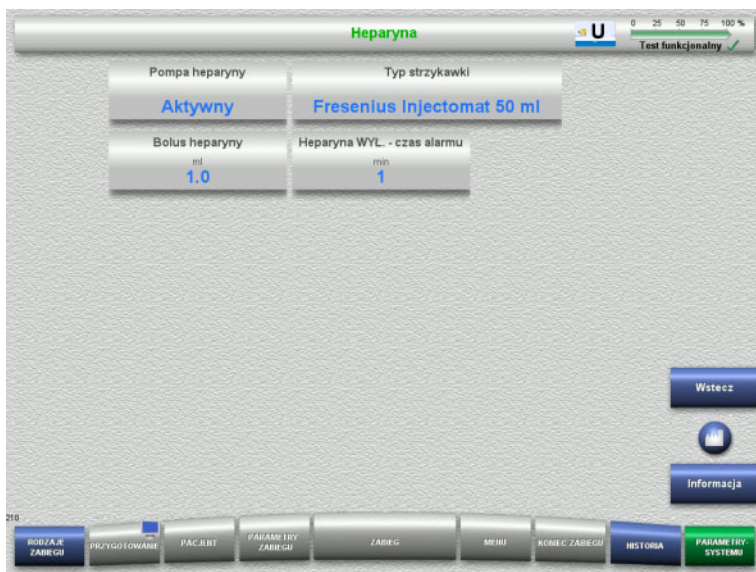 Heparyna
U
0 25 50 75 100 %
Test funkcjonalny
Pompa heparyny
Aktywny
Typ strzykawki
Fresenius Injectomat 50 ml
Bolus heparyny
ml
1.0
Heparyna WYŁ. - czas alarmu
min
1
Wstecz
Informacja
210
RODZAJE
ZABIEGU
PRZYGOTOWANIE
PACJENT
PARAMETRY
ZABIEGU
ZABIEG
MENU
KONIEC ZABIEGU
HISTORIA
PARAMETRY-
SYSTEMU